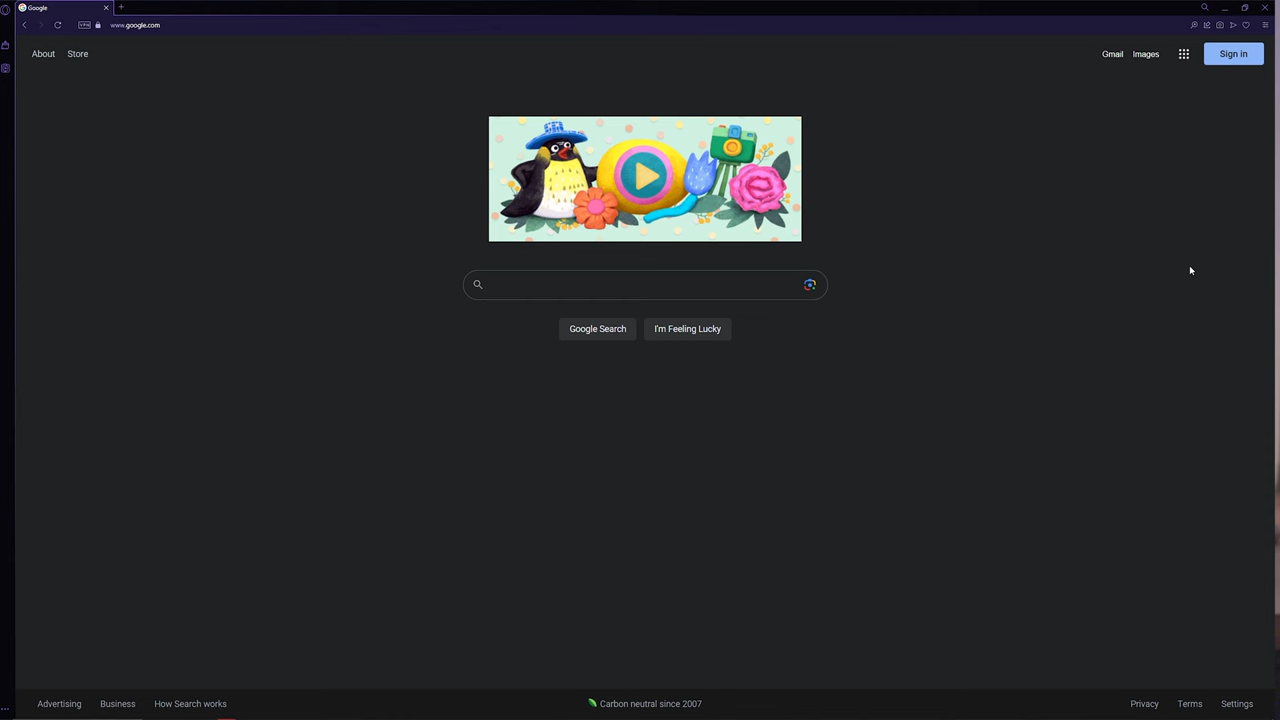 Google
VPN www.google.com
About Store Gmail Images Sign in
Google Search I'm Feeling Lucky
Advertising Business How Search works Carbon neutral since 2007 Privacy Terms Settings